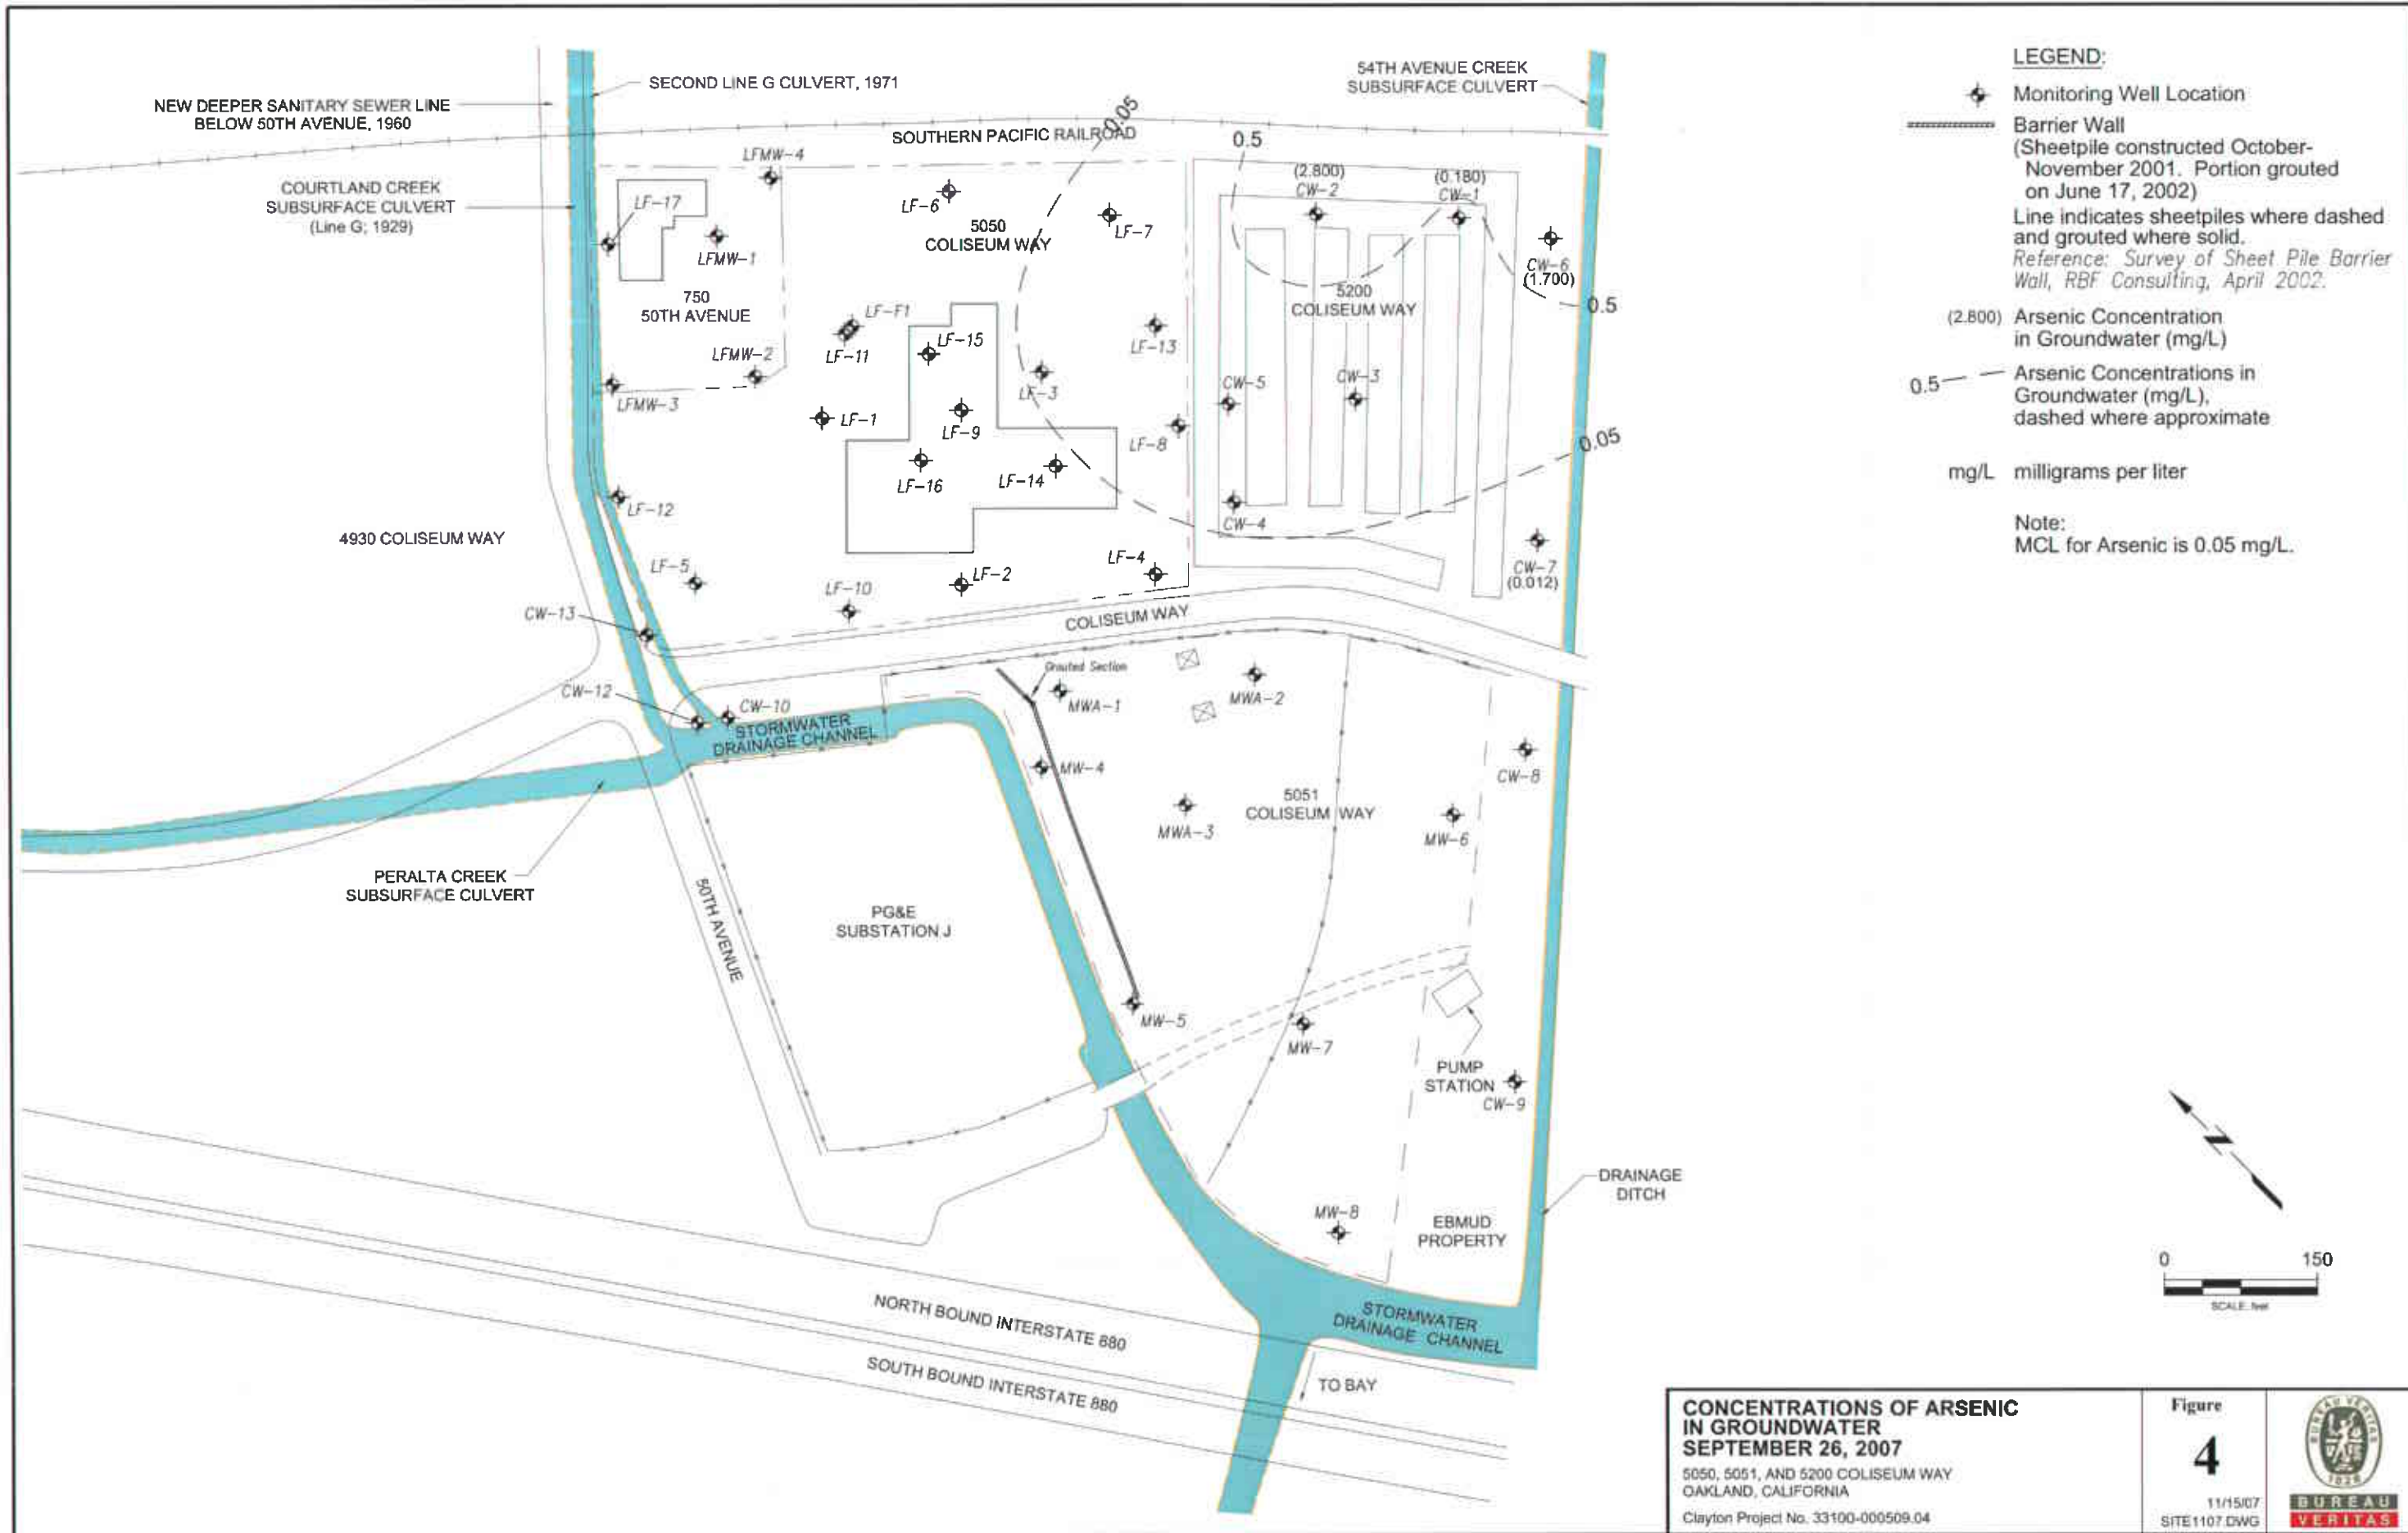 NEW DEEPER SANITARY SEWER LINE
BELOW 50TH AVENUE, 1960
SECOND LINE G CULVERT, 1971
54TH AVENUE CREEK
SUBSURFACE CULVERT
SOUTHERN PACIFIC RAILROAD
0.05
0.5
COURTLAND CREEK
SUBSURFACE CULVERT
(Line G; 1929)
LFMW-4
LF-17
LFMW-1
LF-6
5050
COLISEUM WAY
LF-7
(2.800)
CW-2
(0.180)
CW-1
CW-6
(1.700)
0.5
750
50TH AVENUE
5200
COLISEUM WAY
LF-F1
LF-11
LF-15
LF-13
LFMW-2
LFMW-3
LF-3
CW-5
CW-3
LF-1
LF-9
LF-8
0.05
LF-16
LF-14
LF-12
CW-4
4930 COLISEUM WAY
LF-5
LF-10
LF-2
LF-4
CW-7
(0.012)
CW-13
COLISEUM WAY
CW-12
CW-10
Grouted Section
MWA-1
MWA-2
STORMWATER
DRAINAGE CHANNEL
MW-4
CW-8
MWA-3
5051
COLISEUM WAY
MW-6
PERALTA CREEK
SUBSURFACE CULVERT
50TH AVENUE
PG&E
SUBSTATION J
MW-5
MW-7
PUMP
STATION
CW-9
DRAINAGE
DITCH
MW-8
EBMUD
PROPERTY
NORTH BOUND INTERSTATE 880
SOUTH BOUND INTERSTATE 880
STORMWATER
DRAINAGE CHANNEL
TO BAY
LEGEND:
Monitoring Well Location
Barrier Wall
(Sheetpile constructed October-
November 2001. Portion grouted
on June 17, 2002)
Line indicates sheetpiles where dashed
and grouted where solid.
Reference: Survey of Sheet Pile Barrier
Wall, RBF Consulting, April 2002.
(2.800) Arsenic Concentration
in Groundwater (mg/L)
0.5 Arsenic Concentrations in
Groundwater (mg/L),
dashed where approximate
mg/L milligrams per liter
Note:
MCL for Arsenic is 0.05 mg/L.
N
0 150
SCALE: feet
CONCENTRATIONS OF ARSENIC
IN GROUNDWATER
SEPTEMBER 26, 2007
5050, 5051, AND 5200 COLISEUM WAY
OAKLAND, CALIFORNIA
Clayton Project No. 33100-000509.04
Figure
4
11/15/07
SITE1107.DWG
BUREAU VERITAS
1828
BUREAU
VERITAS